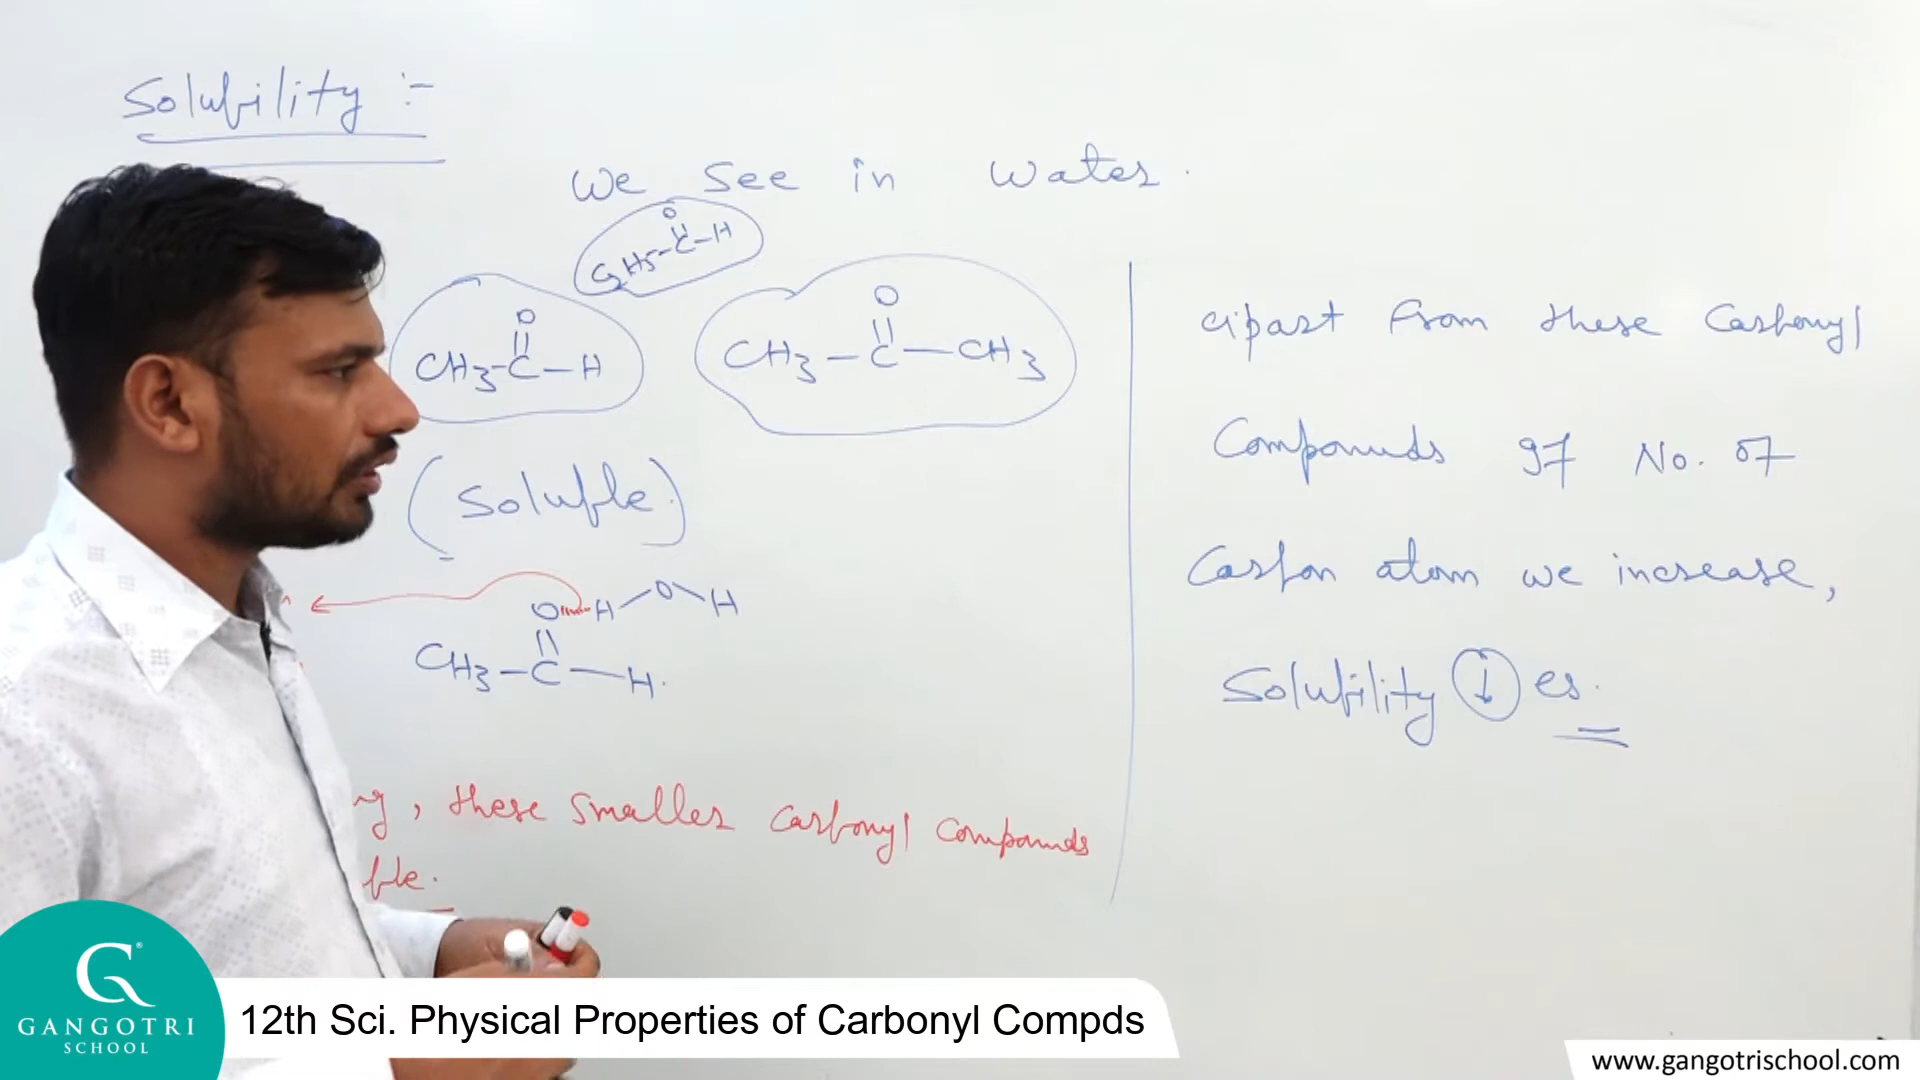 Solubility :-
We see in water.
O
||
C2H5-C-H
O
||
CH3-C-H
O
||
CH3-C-CH3
(Soluble.)
O H-O-H
||
CH3-C-H.
, these smaller carbonyl compounds
ble.
apart from these Carbonyl
Compounds If No. of
Carbon atom we increase,
Solubility ↓ es.
G
GANGOTRI
SCHOOL
12th Sci. Physical Properties of Carbonyl Compds
www.gangotrischool.com